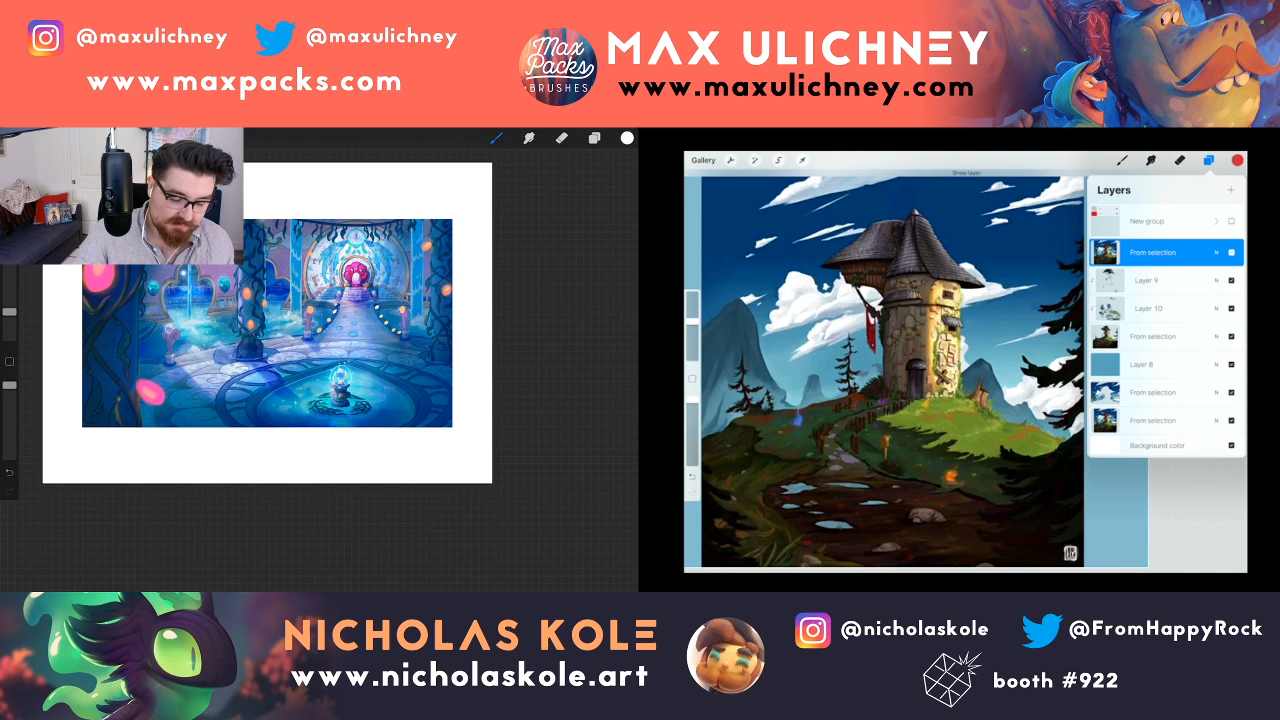 @maxulichney
@maxulichney
www.maxpacks.com
Max
Packs
BRUSHES
MAX ULICHNEY
www.maxulichney.com
Gallery
Show layer
Layers
New group
From selection N
Layer 9 N
Layer 10 N
From selection N
Layer 8 N
From selection N
From selection N
Background color
NICHOLAS KOLE
www.nicholaskole.art
@nicholaskole
@FromHappyRock
booth #922